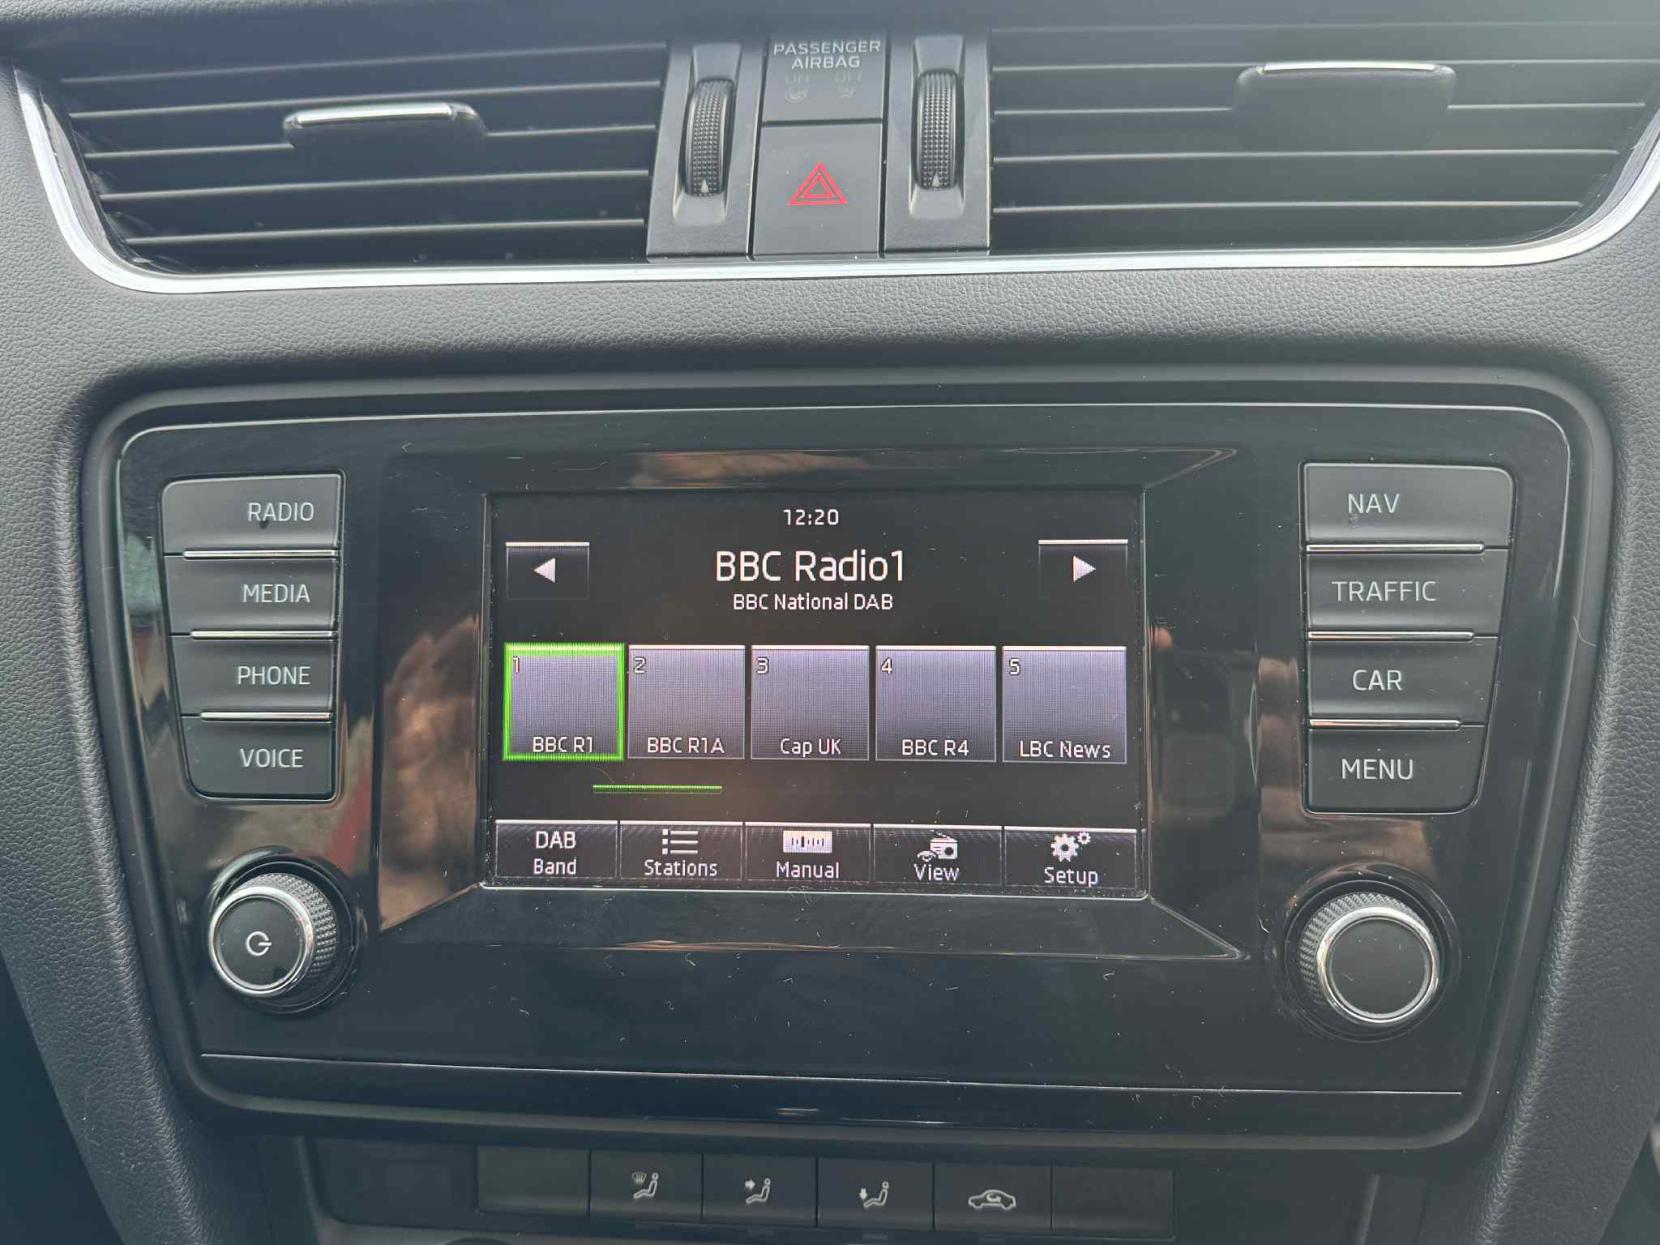 PASSENGER
AIRBAG
ON OFF
RADIO
MEDIA
PHONE
VOICE
12:20
BBC Radio1
BBC National DAB
1 2 3 4 5
BBC R1 BBC R1A Cap UK BBC R4 LBC News
DAB
Band Stations Manual View Setup
NAV
TRAFFIC
CAR
MENU